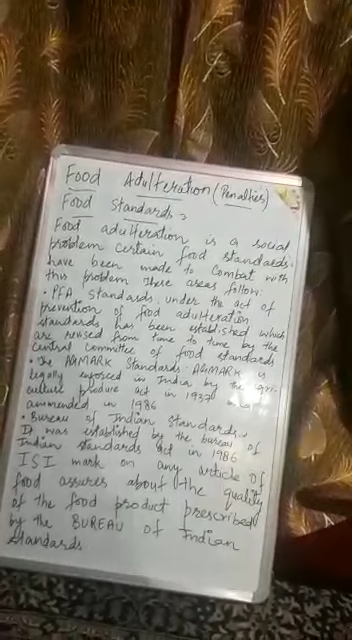 Food Adulteration (Penalties)
Food standards
Food adulteration is a social
problem certain food standards
have been made to combat with
this problem These areas follow:
• PFA standards under the act of
prevention of food adulteration
standards has been established which
are revised from time to time by the
central committee of food standards
• The AGMARK Standards: AGMARK is
legally enforced in India by the agri-
culture produce act in 1937
ammended in 1986
• Bureau of Indian Standards.
It was established by the bureau of
Indian standards act in 1986
ISI mark on any article of
food assures about the quality
of the food product prescribed
by the BUREAU of Indian
Standards